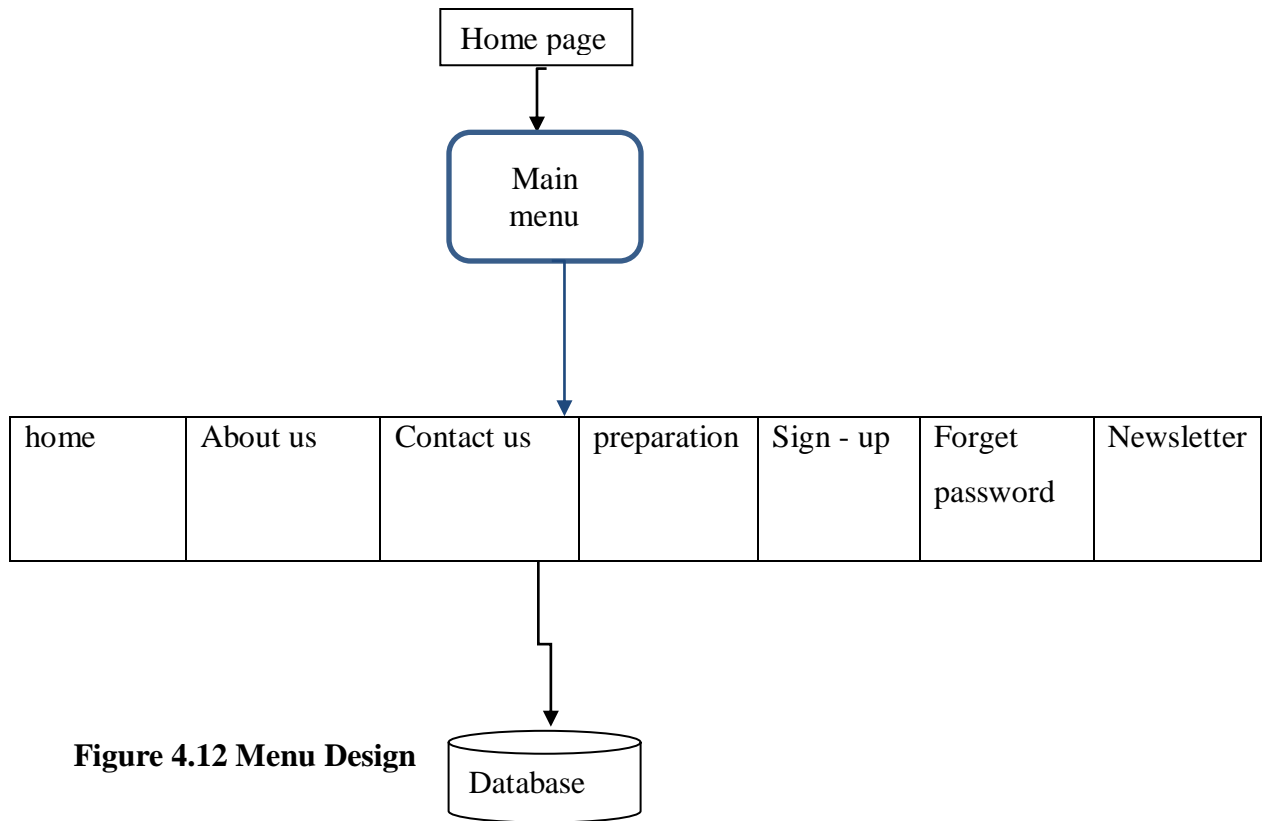 Home page
Main
menu
home
About us
Contact us
preparation
Sign - up
Forget
password
Newsletter
Figure 4.12 Menu Design
Database